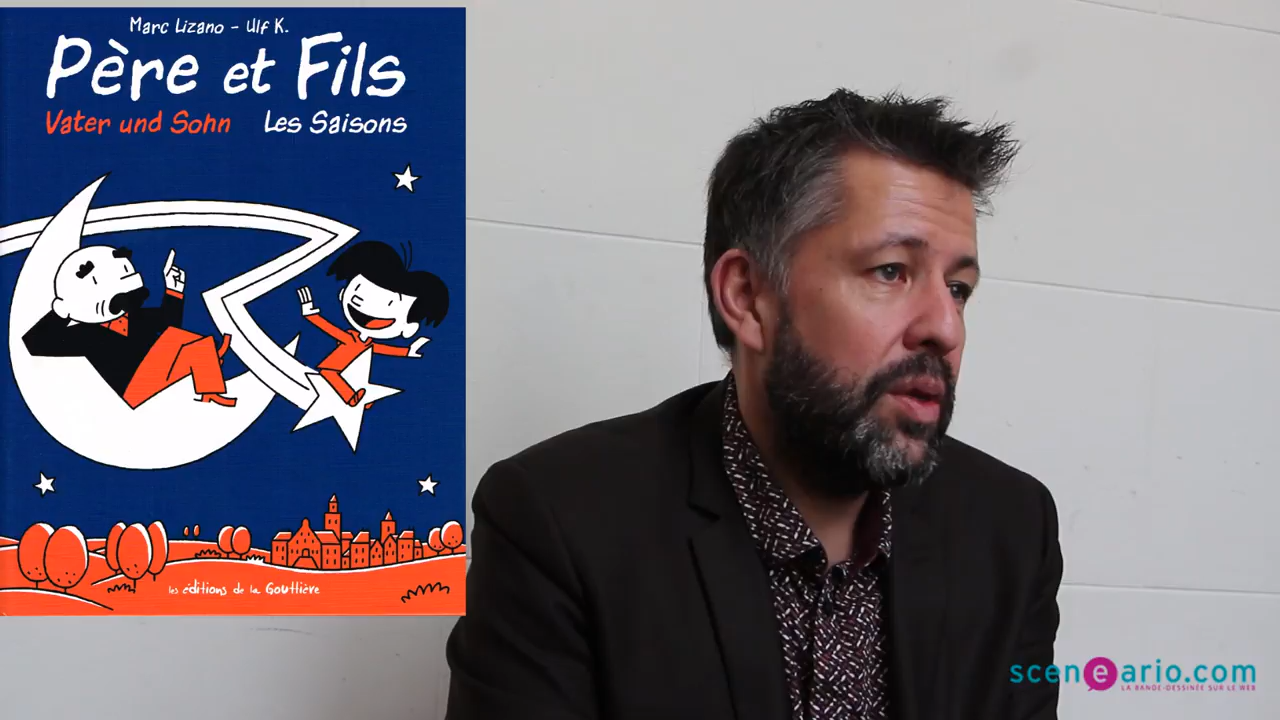 Marc Lizano - Ulf K.
Père et Fils
Vater und Sohn Les Saisons
les éditions de la Gouttière
sceneario.com
LA BANDE-DESSINÉE SUR LE WEB